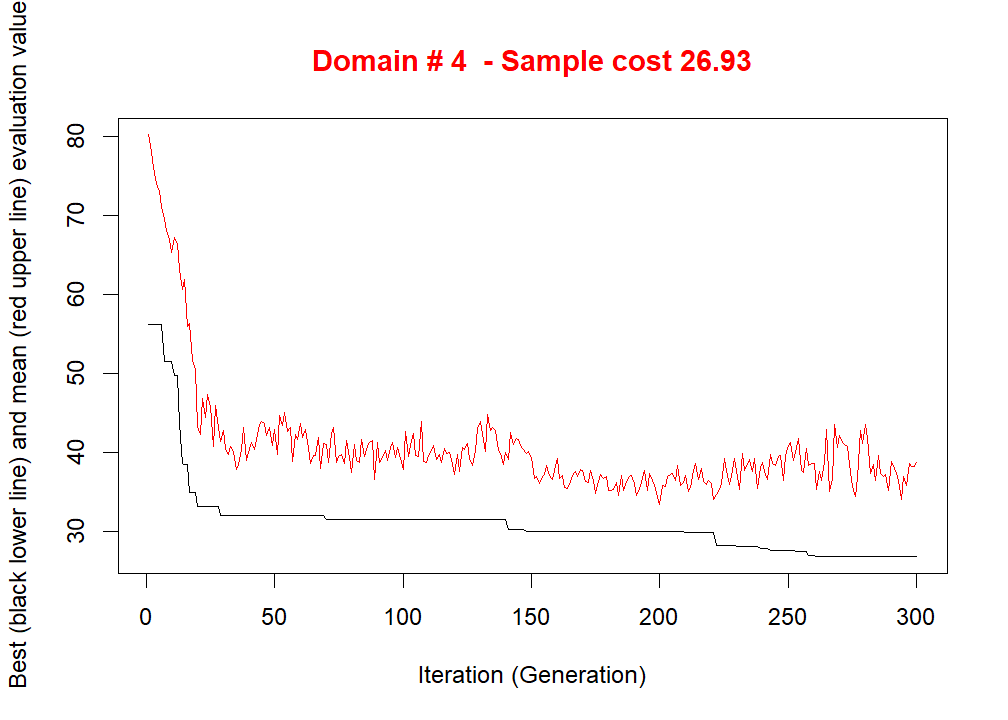 Domain # 4  - Sample cost 26.93
Best (black lower line) and mean (red upper line) evaluation value
80
70
60
50
40
30
0 50 100 150 200 250 300
Iteration (Generation)